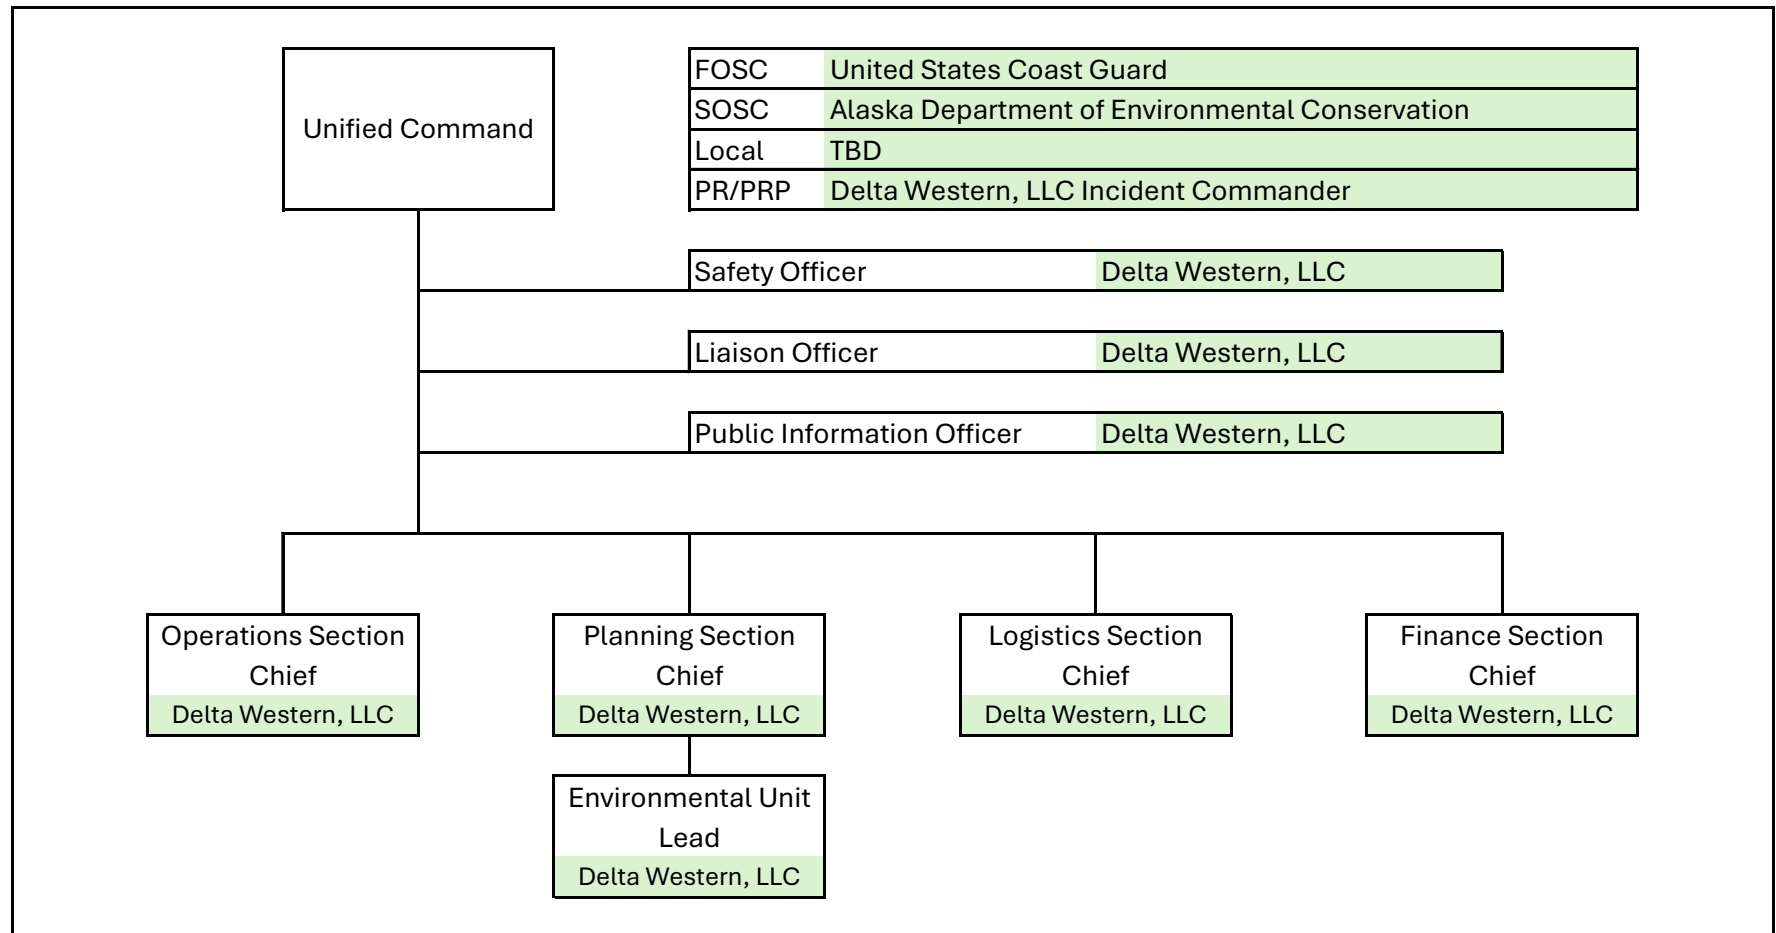 Unified Command
FOSC United States Coast Guard
SOSC Alaska Department of Environmental Conservation
Local TBD
PR/PRP Delta Western, LLC Incident Commander
Safety Officer Delta Western, LLC
Liaison Officer Delta Western, LLC
Public Information Officer Delta Western, LLC
Operations Section
Chief
Delta Western, LLC
Planning Section
Chief
Delta Western, LLC
Logistics Section
Chief
Delta Western, LLC
Finance Section
Chief
Delta Western, LLC
Environmental Unit
Lead
Delta Western, LLC